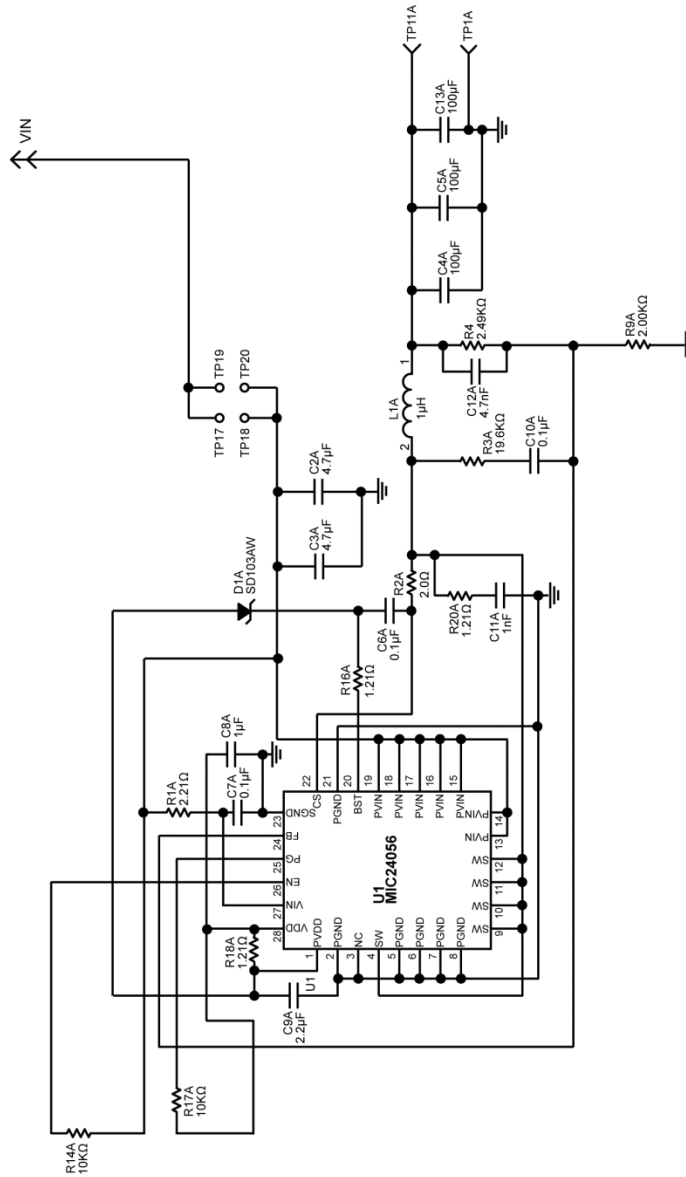 VIN
TP11A
TP1A
C13A
100µF
C5A
100µF
C4A
100µF
TP19
TP20
TP17
TP18
R4
2.49KΩ
C12A
4.7nF
R9A
2.00KΩ
1
L1A
1µH
2
R3A
19.6KΩ
C10A
0.1µF
C2A
4.7µF
C3A
4.7µF
D1A
SD103AW
R2A
2.0Ω
R20A
1.21Ω
C11A
1nF
C6A
0.1µF
R16A
1.21Ω
C8A
1µF
R1A
2.21Ω
C7A
0.1µF
22
CS
21
PGND
20
BST
19
PVIN
18
PVIN
17
PVIN
16
PVIN
15
PVIN
23
SGND
24
FB
25
PG
26
EN
27
VIN
28
VDD
U1
MIC24056
PVIN
14
PVIN
13
SW
12
SW
11
SW
10
SW
9
1
PVDD
2
PGND
3
NC
4
SW
5
PGND
6
PGND
7
PGND
8
PGND
R18A
1.21Ω
U1
C9A
2.2µF
R17A
10KΩ
R14A
10KΩ